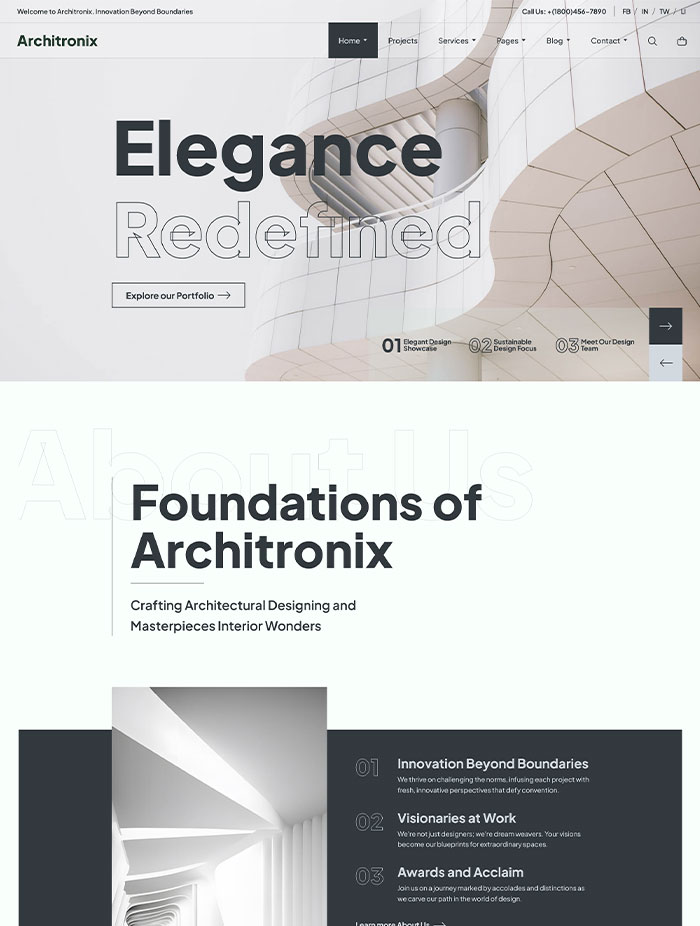 Welcome to Architronix, Innovation Beyond Boundaries
Call Us: +(1800)456-7890
FB / IN / TW / LI
Architronix
Home Projects Services Pages Blog Contact
Elegance
Redefined
Explore our Portfolio
01 Elegant Design
Showcase
02 Sustainable
Design Focus
03 Meet Our Design
Team
About Us
Foundations of
Architronix
Crafting Architectural Designing and
Masterpieces Interior Wonders
01 Innovation Beyond Boundaries
We thrive on challenging the norms, infusing each project with
fresh, innovative perspectives that defy convention.
02 Visionaries at Work
We're not just designers; we're dream weavers. Your visions
become our blueprints for extraordinary spaces.
03 Awards and Acclaim
Join us on a journey marked by accolades and distinctions as
we carve our path in the world of design.
Learn more About Us